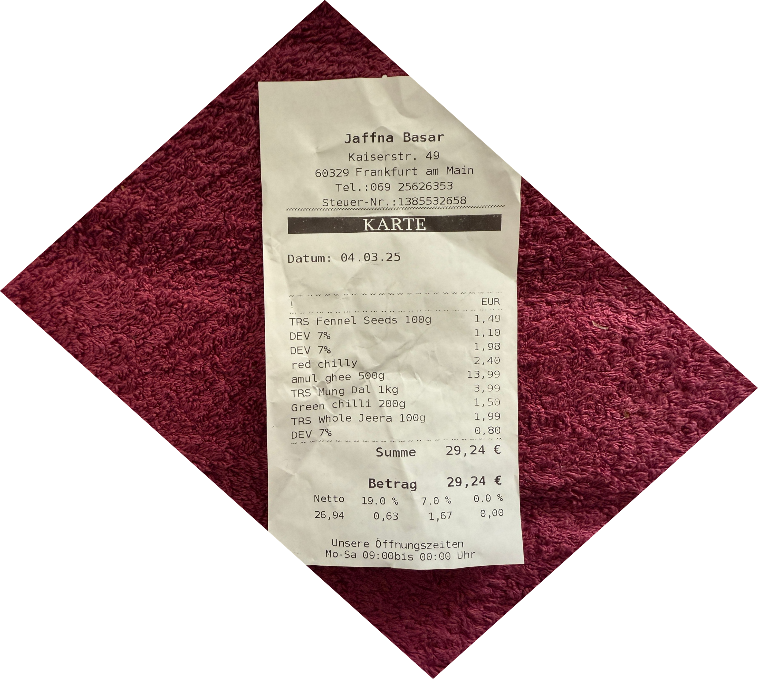 Jaffna Basar
Kaiserstr. 49
60329 Frankfurt am Main
Tel.:069 25626353
Steuer-Nr.:1385532658
KARTE
Datum: 04.03.25
EUR
TRS Fennel Seeds 100g 1,49
DEV 7% 1,10
DEV 7% 1,98
red chilly 2,40
amul ghee 500g 13,99
TRS Mung Dal 1kg 3,99
Green chilli 200g 1,50
TRS Whole Jeera 100g 1,99
DEV 7% 0,80
Summe 29,24 €
Betrag 29,24 €
Netto 19.0 % 7.0 % 0.0 %
26,94 0,63 1,67 0,00
Unsere Öffnungszeiten
Mo-Sa 09:00bis 00:00 Uhr